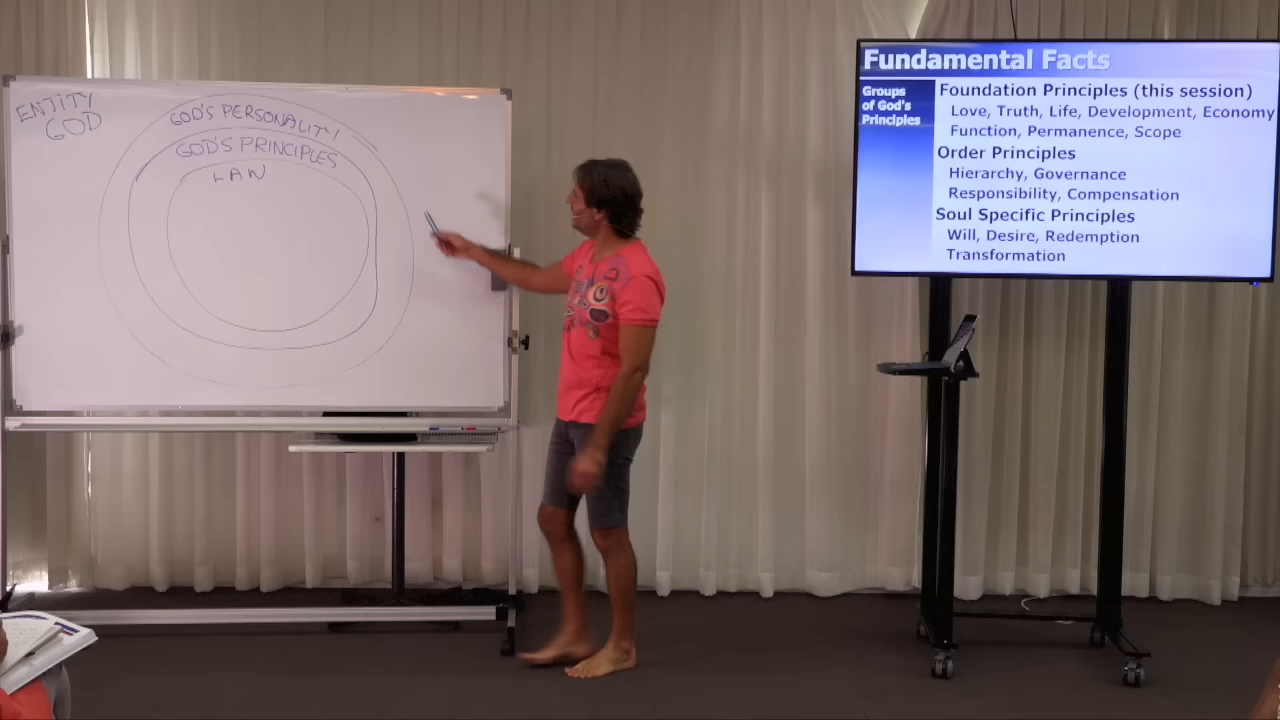 ENTITY
GOD
GOD'S PERSONALITY
GOD'S PRINCIPLES
LAW
Fundamental Facts
Groups
of God's
Principles
Foundation Principles (this session)
Love, Truth, Life, Development, Economy
Function, Permanence, Scope
Order Principles
Hierarchy, Governance
Responsibility, Compensation
Soul Specific Principles
Will, Desire, Redemption
Transformation